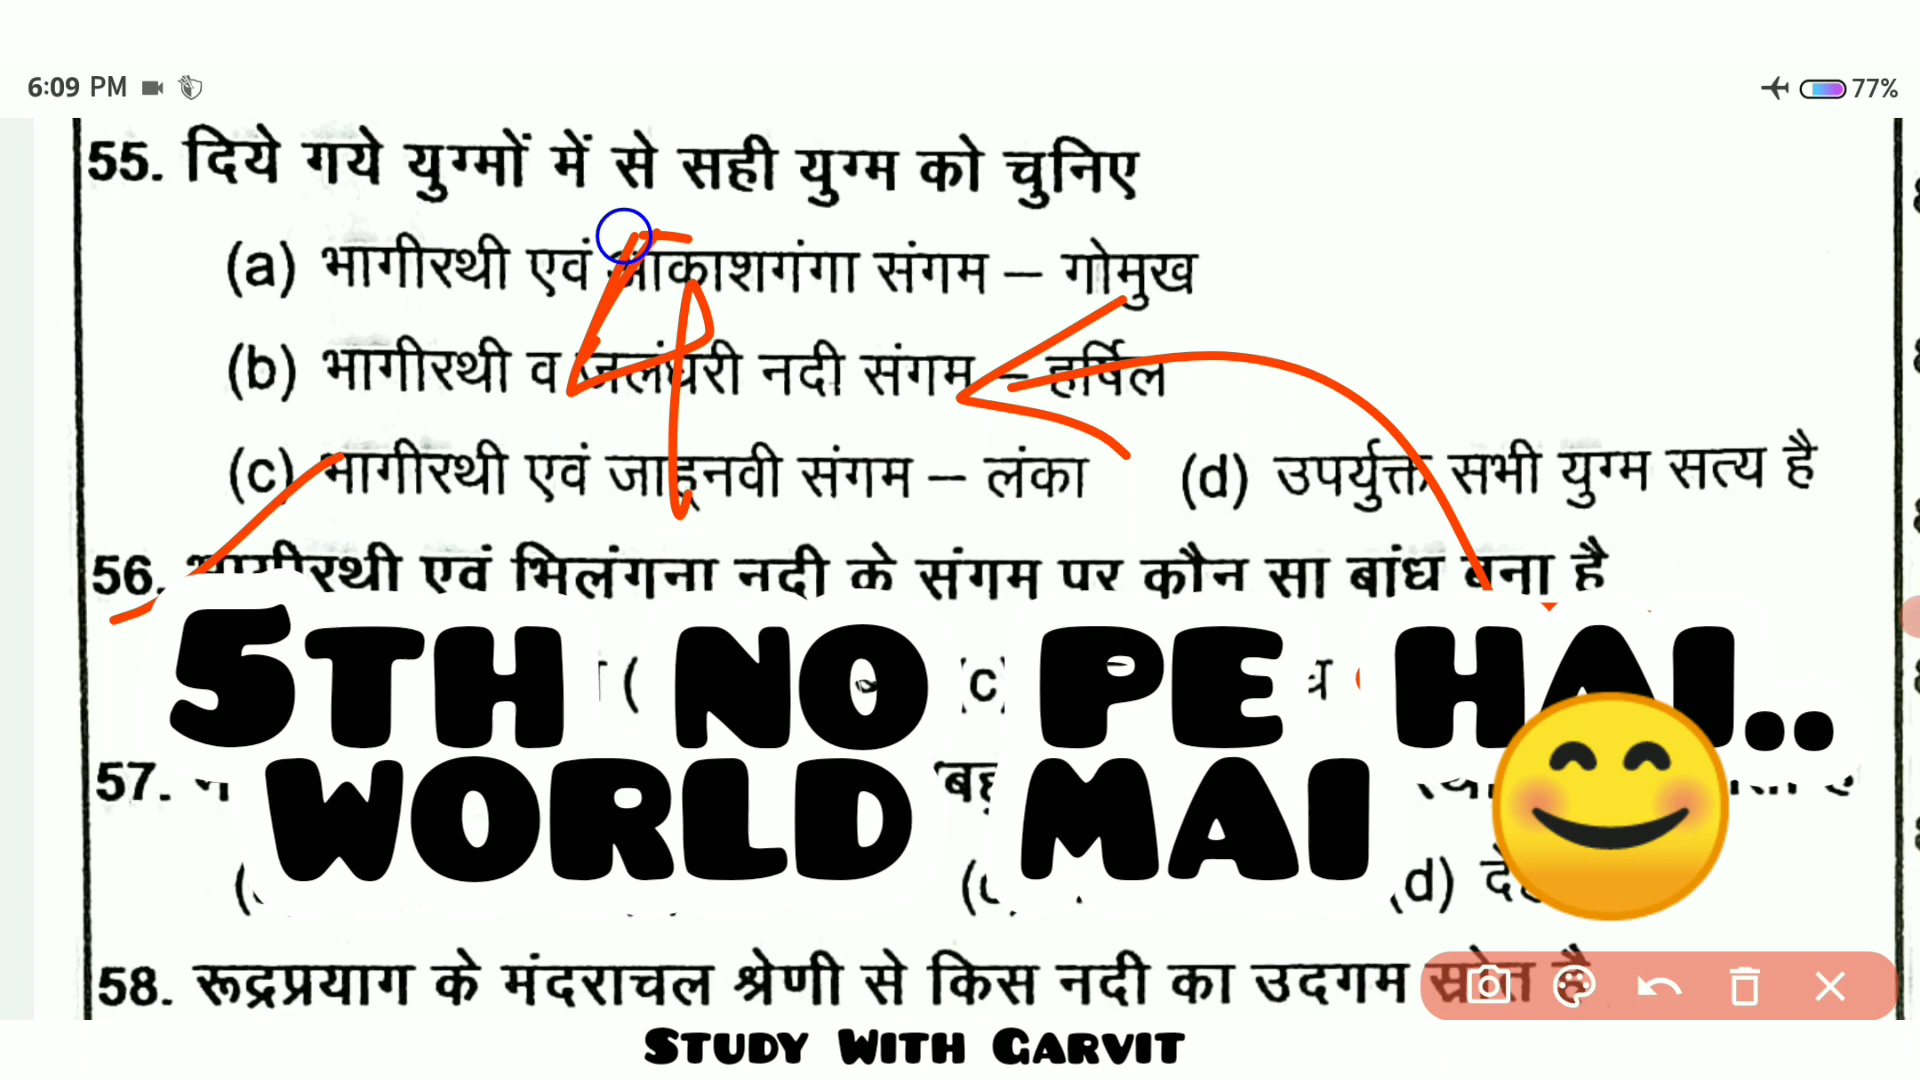 6:09 PM 77%
55. दिये गये युग्मों में से सही युग्म को चुनिए
(a) भागीरथी एवं आकाशगंगा संगम – गोमुख
(b) भागीरथी व जलंधरी नदी संगम – हर्षिल
(c) भागीरथी एवं जाह्नवी संगम – लंका (d) उपर्युक्त सभी युग्म सत्य है
56. भागीरथी एवं भिलंगना नदी के संगम पर कौन सा बांध बना है
5TH NO PE HAI..
57.
WORLD MAI
(d)
58. रूद्रप्रयाग के मंदराचल श्रेणी से किस नदी का उदगम स्रोत है
STUDY WITH GARVIT